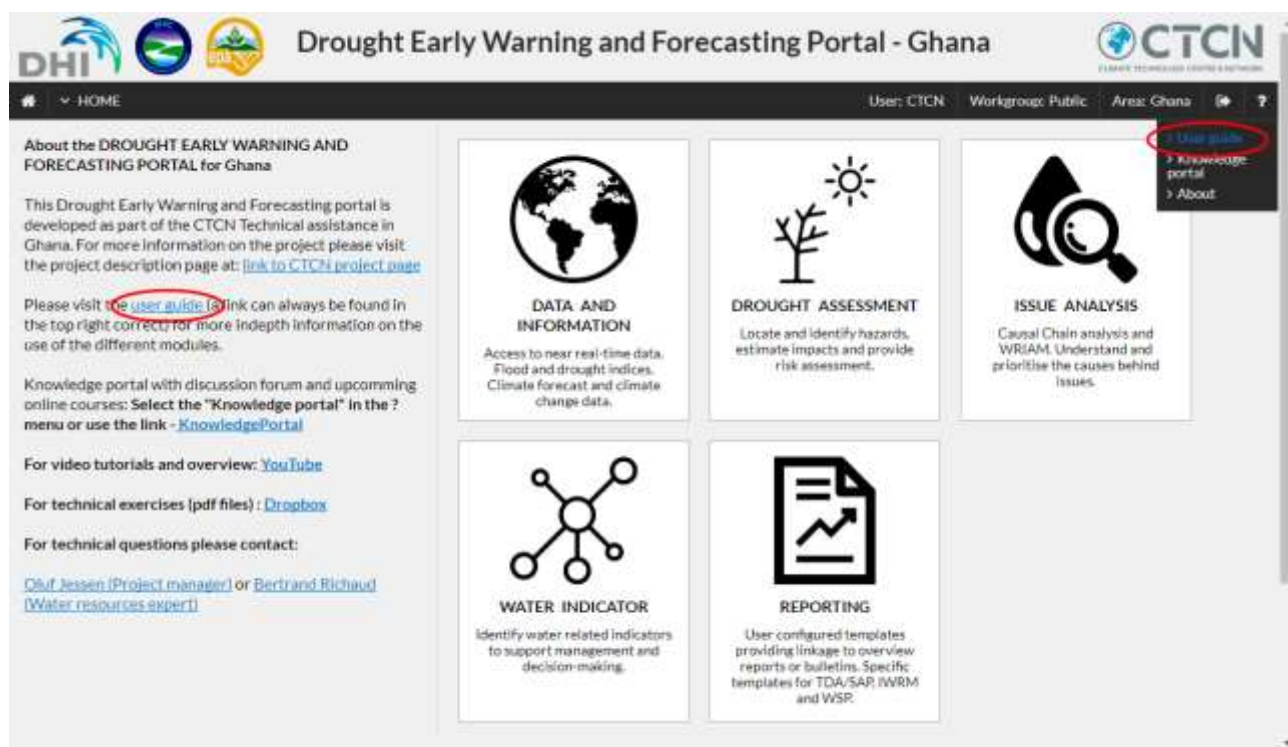 DHI
Drought Early Warning and Forecasting Portal - Ghana
CTCN
HOME
User: CTCN
Workgroup: Public
Area: Ghana
?
> User guide
> Knowledge
portal
> About
About the DROUGHT EARLY WARNING AND
FORECASTING PORTAL for Ghana
This Drought Early Warning and Forecasting portal is
developed as part of the CTCN Technical assistance in
Ghana. For more information on the project please visit
the project description page at: link to CTCN project page
Please visit the user guide (a link can always be found in
the top right correct) for more indepth information on the
use of the different modules.
Knowledge portal with discussion forum and upcomming
online courses: Select the "Knowledge portal" in the ?
menu or use the link - KnowledgePortal
For video tutorials and overview: YouTube
For technical exercises (pdf files) : Dropbox
For technical questions please contact:
Oluf Jessen (Project manager) or Bertrand Richaud
(Water resources expert)
DATA AND
INFORMATION
Access to near real-time data.
Flood and drought indices.
Climate forecast and climate
change data.
DROUGHT ASSESSMENT
Locate and identify hazards,
estimate impacts and provide
risk assessment.
ISSUE ANALYSIS
Causal Chain analysis and
WRIAM. Understand and
prioritise the causes behind
issues.
WATER INDICATOR
Identify water related indicators
to support management and
decision-making.
REPORTING
User configured templates
providing linkage to overview
reports or bulletins. Specific
templates for TDA/SAP, IWRM
and WSP.